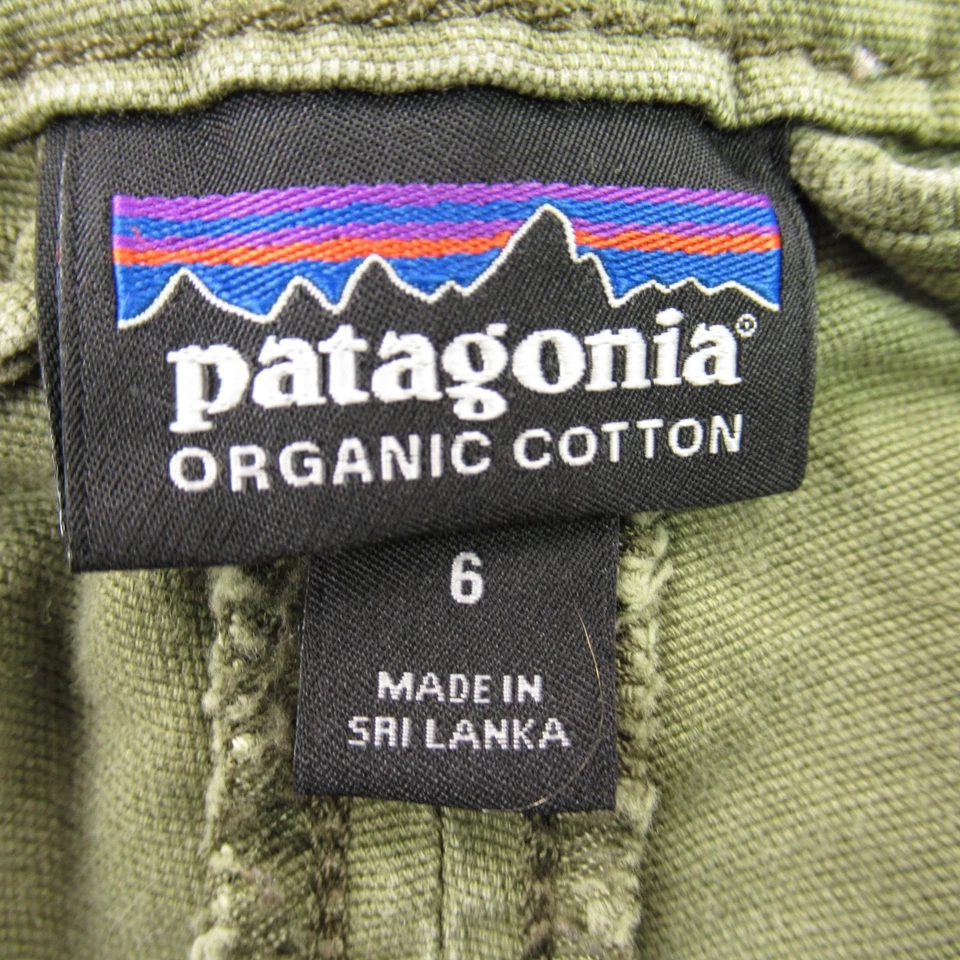 patagonia®
ORGANIC COTTON
6
MADE IN
SRI LANKA